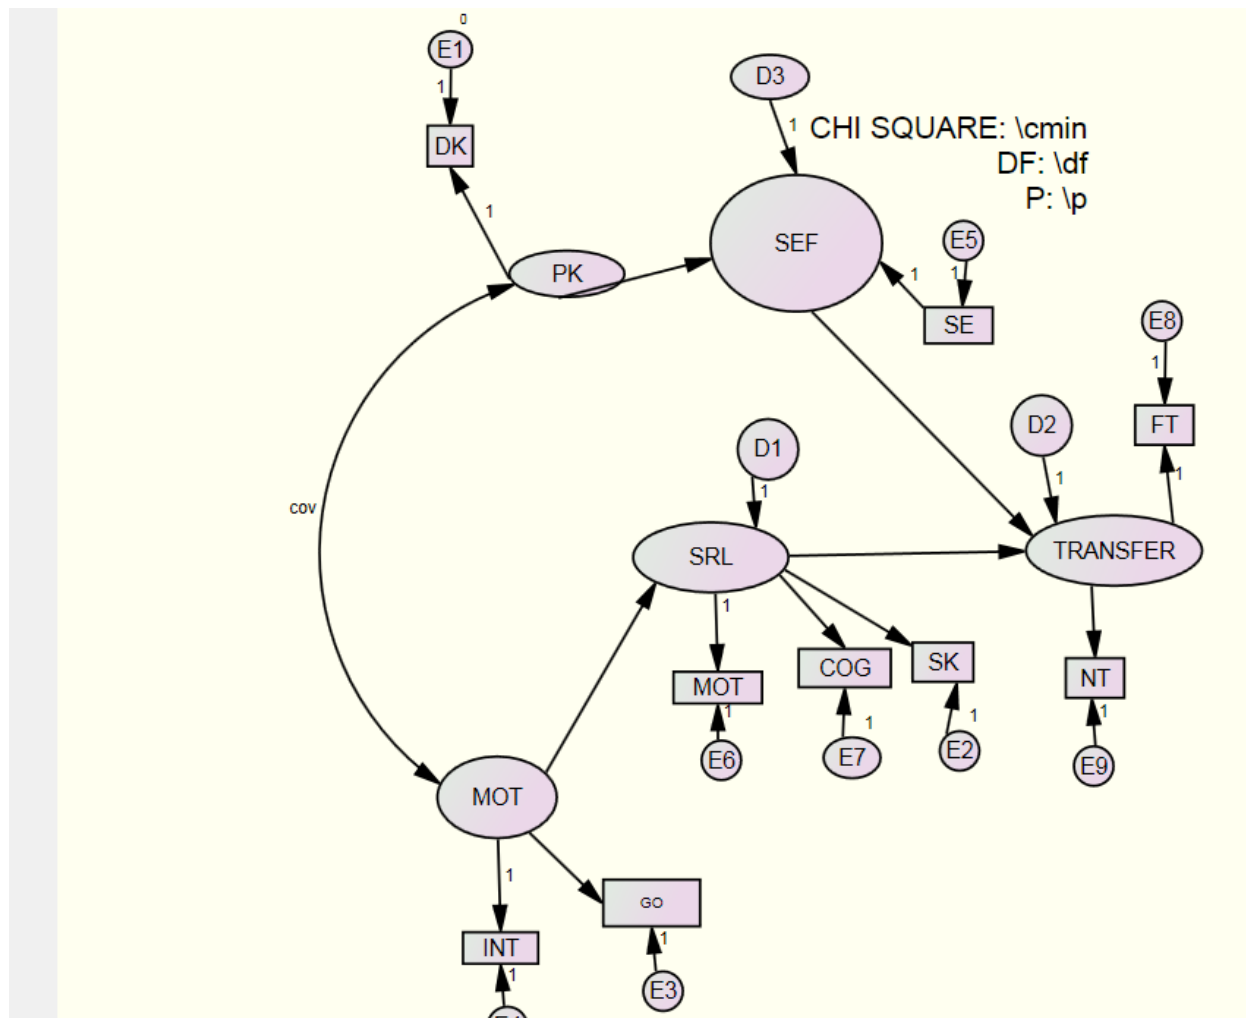 0
E1
1
DK
1
PK
D3
1
CHI SQUARE: \cmin
DF: \df
P: \p
SEF
E5
1
1
SE
E8
1
FT
1
D2
1
TRANSFER
D1
1
cov
SRL
1
MOT
1
E6
COG
1
E7
SK
1
E2
NT
1
E9
MOT
1
INT
1
GO
1
E3